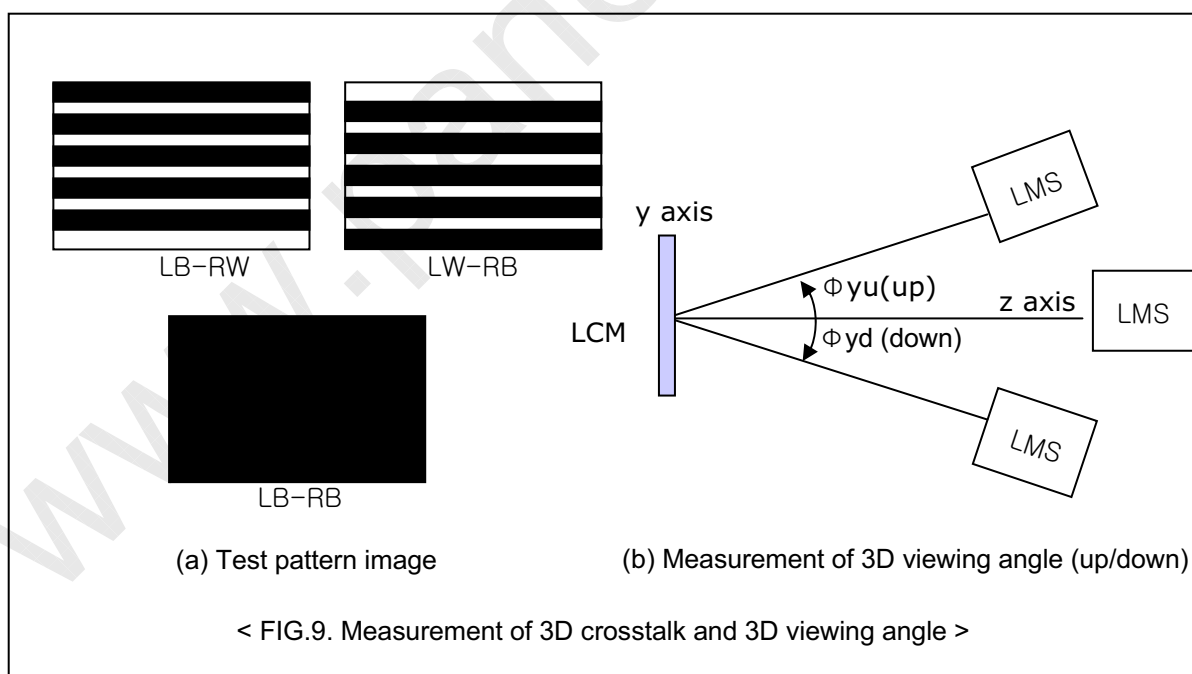 LB-RW
LW-RB
LB-RB
(a) Test pattern image
y axis
LCM
Φyu(up)
z axis
Φyd (down)
LMS
LMS
LMS
(b) Measurement of 3D viewing angle (up/down)
< FIG.9. Measurement of 3D crosstalk and 3D viewing angle >